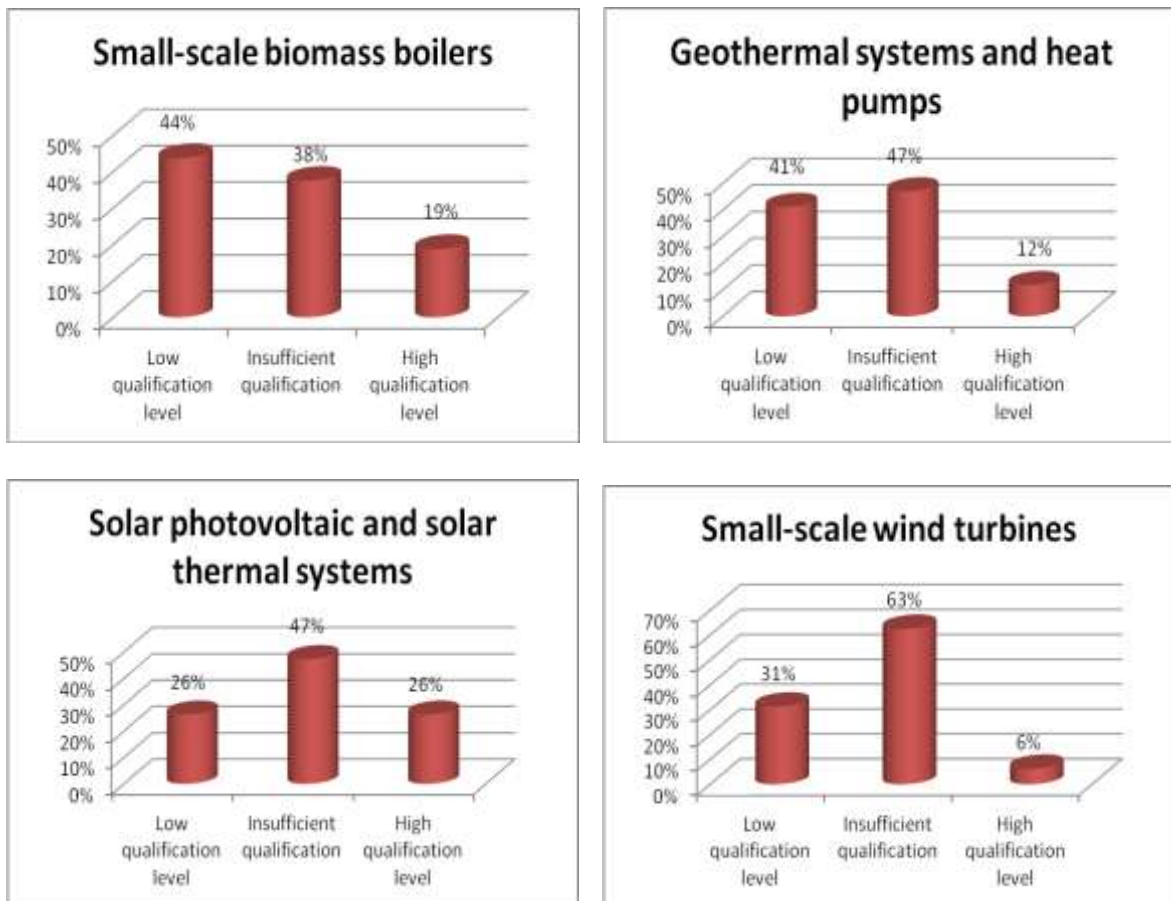 Small-scale biomass boilers
44%
38%
19%
50%
40%
30%
20%
10%
0%
Low
qualification
level
Insufficient
qualification
High
qualification
level
Geothermal systems and heat
pumps
41%
47%
12%
50%
40%
30%
20%
10%
0%
Low
qualification
level
Insufficient
qualification
High
qualification
level
Solar photovoltaic and solar
thermal systems
26%
47%
26%
50%
40%
30%
20%
10%
0%
Low
qualification
level
Insufficient
qualification
High
qualification
level
Small-scale wind turbines
31%
63%
6%
70%
60%
50%
40%
30%
20%
10%
0%
Low
qualification
level
Insufficient
qualification
High
qualification
level